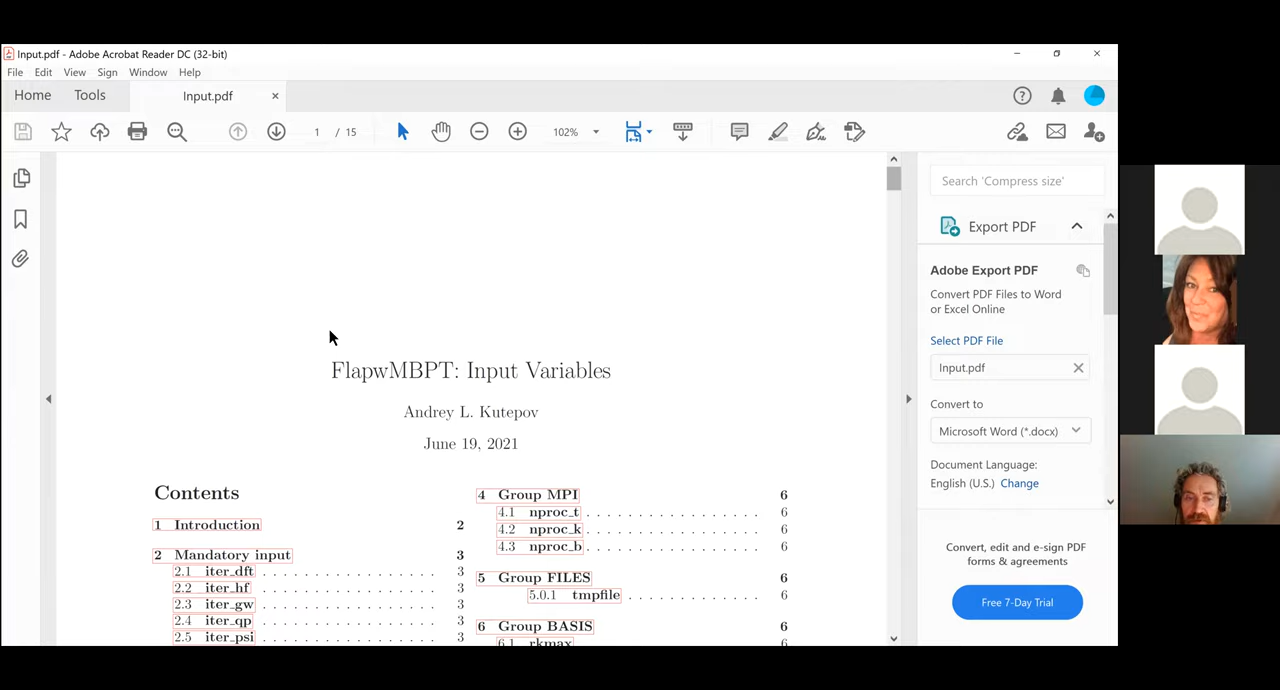 Input.pdf - Adobe Acrobat Reader DC (32-bit)
File Edit View Sign Window Help
Home Tools Input.pdf
1 / 15 102%
Search 'Compress size'
Export PDF
Adobe Export PDF
Convert PDF Files to Word
or Excel Online
Select PDF File
Input.pdf
Convert to
Microsoft Word (*.docx)
Document Language:
English (U.S.) Change
Convert, edit and e-sign PDF
forms & agreements
Free 7-Day Trial
FlapwMBPT: Input Variables
Andrey L. Kutepov
June 19, 2021
Contents
1 Introduction 2
2 Mandatory input 3
2.1 iter_dft . . . . . . . . . . . . . . . . 3
2.2 iter_hf . . . . . . . . . . . . . . . . 3
2.3 iter_gw . . . . . . . . . . . . . . . . 3
2.4 iter_qp . . . . . . . . . . . . . . . . 3
2.5 iter_psi . . . . . . . . . . . . . . . . 3
4 Group MPI 6
4.1 nproc_t . . . . . . . . . . . . . . . 6
4.2 nproc_k . . . . . . . . . . . . . . . 6
4.3 nproc_b . . . . . . . . . . . . . . . 6
5 Group FILES 6
5.0.1 tmpfile . . . . . . . . . . . . 6
6 Group BASIS 6
6.1 rkmax . . . . . . . . . . . . . . . 6